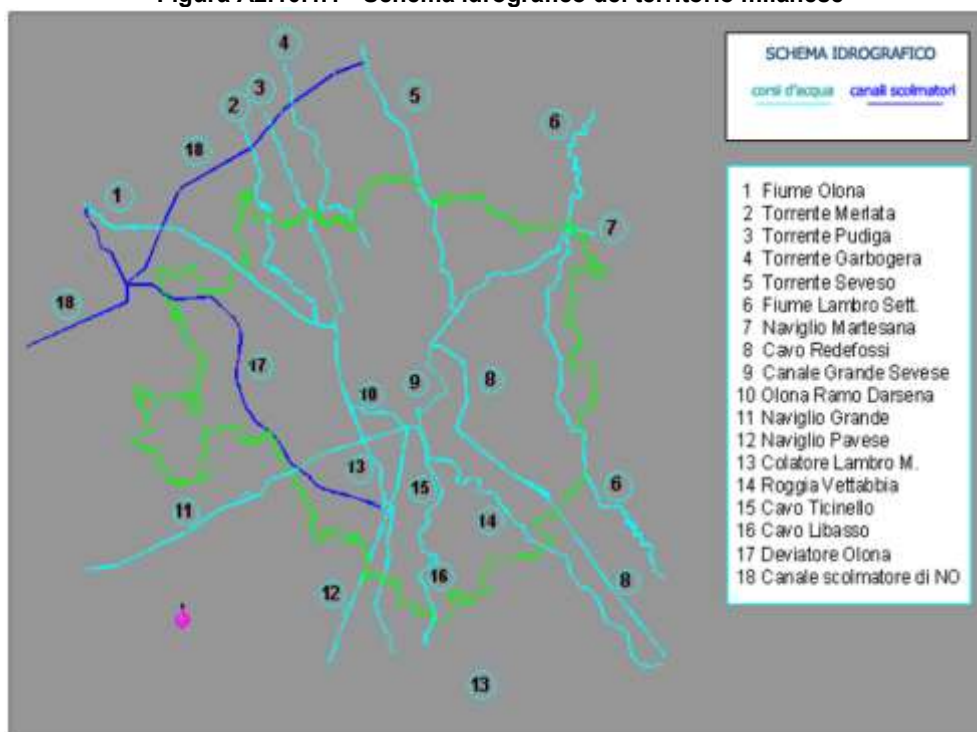 Figura - Schema idrografico del territorio milanese
SCHEMA IDROGRAFICO
corsi d'acqua canali scolmatori
4
3
2
5
6
18
1
7
18
17
9
8
10
13
15
11
14
6
16
12
8
13
1 Fiume Olona
2 Torrente Merlata
3 Torrente Pudiga
4 Torrente Garbogera
5 Torrente Seveso
6 Fiume Lambro Sett.
7 Naviglio Martesana
8 Cavo Redefossi
9 Canale Grande Sevese
10 Olona Ramo Darsena
11 Naviglio Grande
12 Naviglio Pavese
13 Colatore Lambro M.
14 Roggia Vettabbia
15 Cavo Ticinello
16 Cavo Libasso
17 Deviatore Olona
18 Canale scolmatore di NO